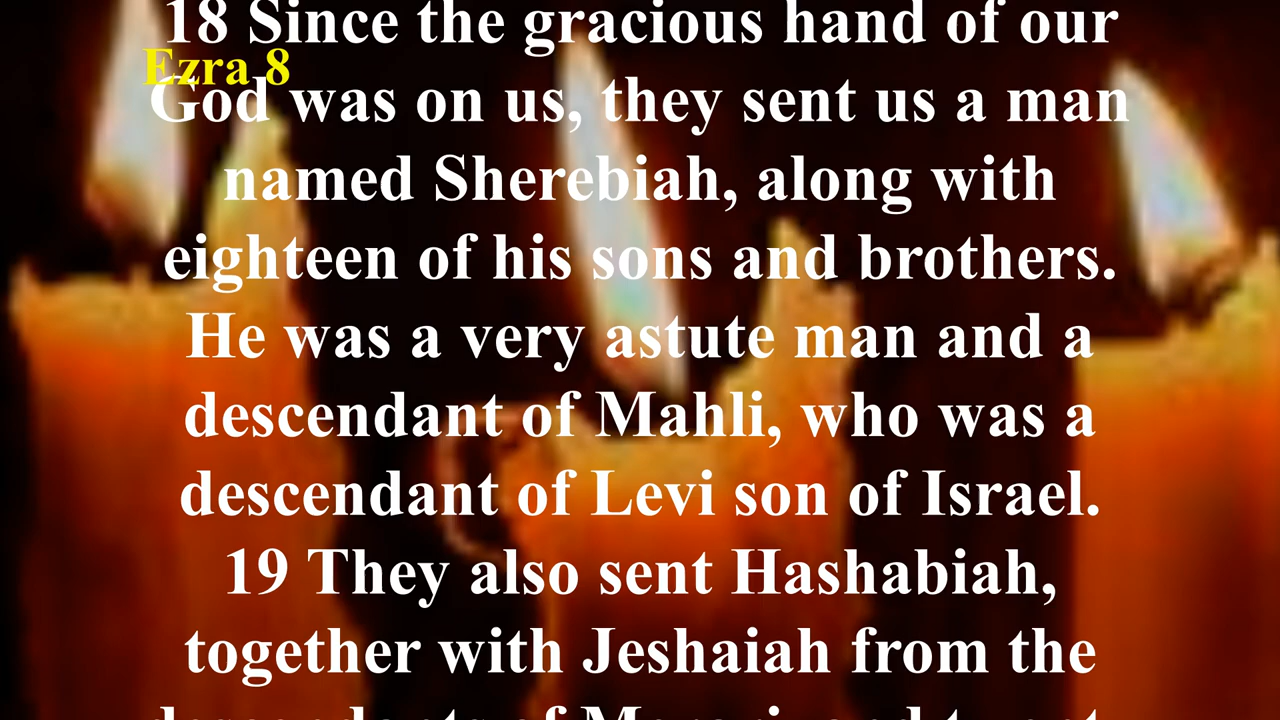 18 Since the gracious hand of our
Ezra 8
God was on us, they sent us a man
named Sherebiah, along with
eighteen of his sons and brothers.
He was a very astute man and a
descendant of Mahli, who was a
descendant of Levi son of Israel.
19 They also sent Hashabiah,
together with Jeshaiah from the